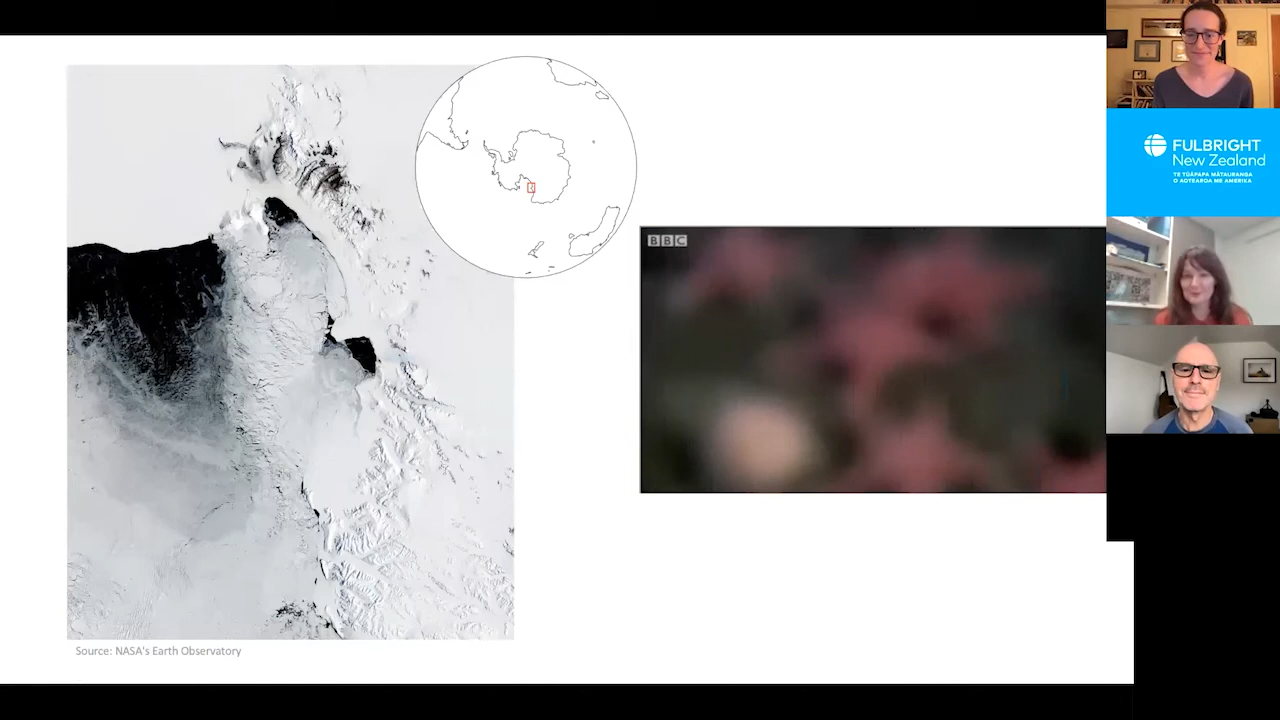 BBC
FULBRIGHT
New Zealand
TE TŪĀPAPA MĀTAURANGA
O AOTEAROA ME AMERIKA
Source: NASA's Earth Observatory